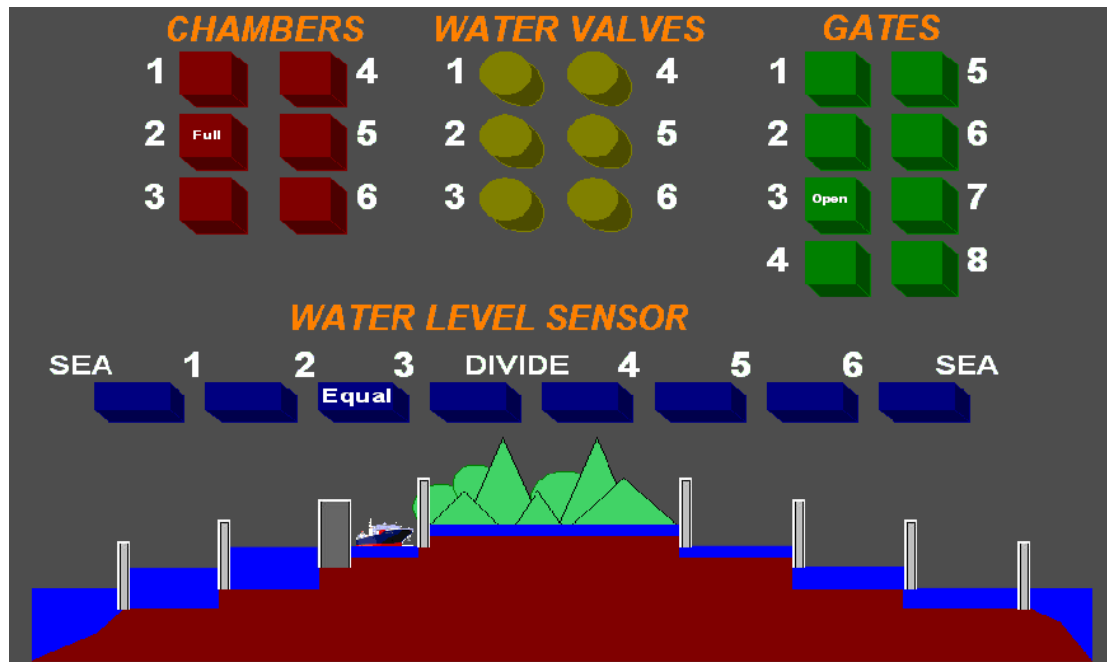 CHAMBERS WATER VALVES GATES
1 4 1 4 1 5
2 Full 5 2 5 2 6
3 6 3 6 3 Open 7
4 8
WATER LEVEL SENSOR
SEA 1 2 3 DIVIDE 4 5 6 SEA
Equal